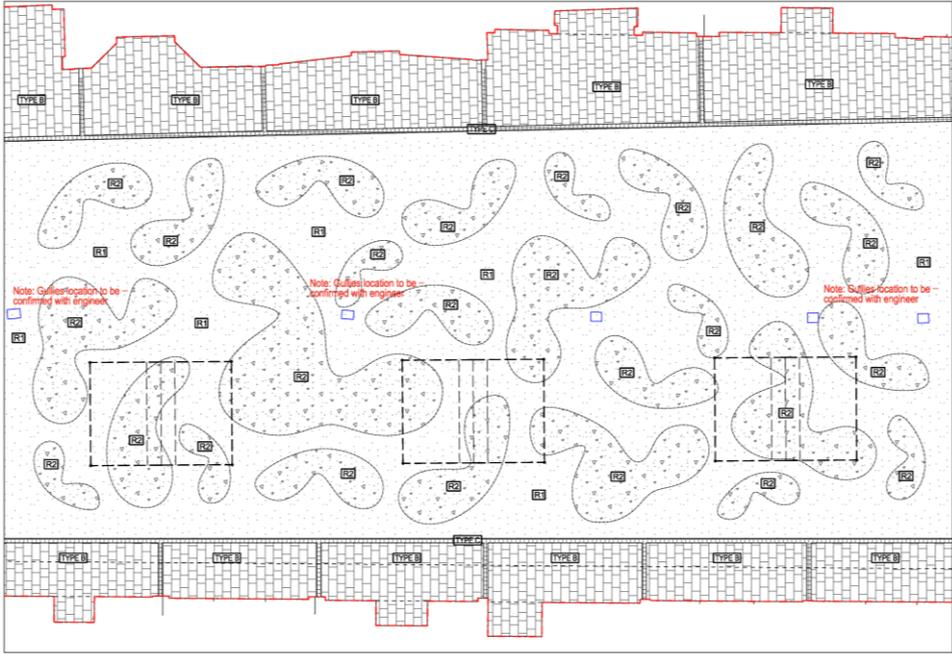 TYPE B
TYPE B
TYPE B
TYPE B
TYPE B
TYPE C
R2
R2
R2
R2
R2
R2
R2
R2
R2
R2
R1
R1
R2
R1
R1
R2
Note: Gullies location to be
confirmed with engineer
Note: Gullies location to be
confirmed with engineer
Note: Gullies location to be
confirmed with engineer
R2
R2
R1
R1
R2
R2
R2
R2
R2
R2
R2
R2
R2
R2
R2
R2
R2
R1
TYPE C
TYPE B
TYPE B
TYPE B
TYPE B
TYPE B
TYPE B